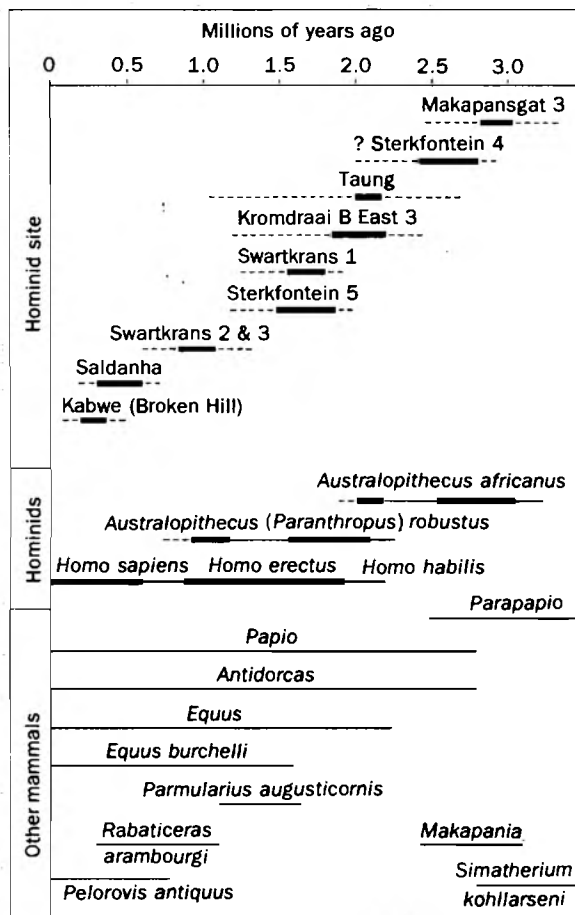 Millions of years ago
0 0.5 1.0 1.5 2.0 2.5 3.0
Hominid site
Makapansgat 3
? Sterkfontein 4
Taung
Kromdraai B East 3
Swartkrans 1
Sterkfontein 5
Swartkrans 2 & 3
Saldanha
Kabwe (Broken Hill)
Hominids
Australopithecus africanus
Australopithecus (Paranthropus) robustus
Homo sapiens Homo erectus Homo habilis
Other mammals
Parapapio
Papio
Antidorcas
Equus
Equus burchelli
Parmularius augusticornis
Rabaticeras
arambourgi
Makapania
Simatherium
kohllarseni
Pelorovis antiquus